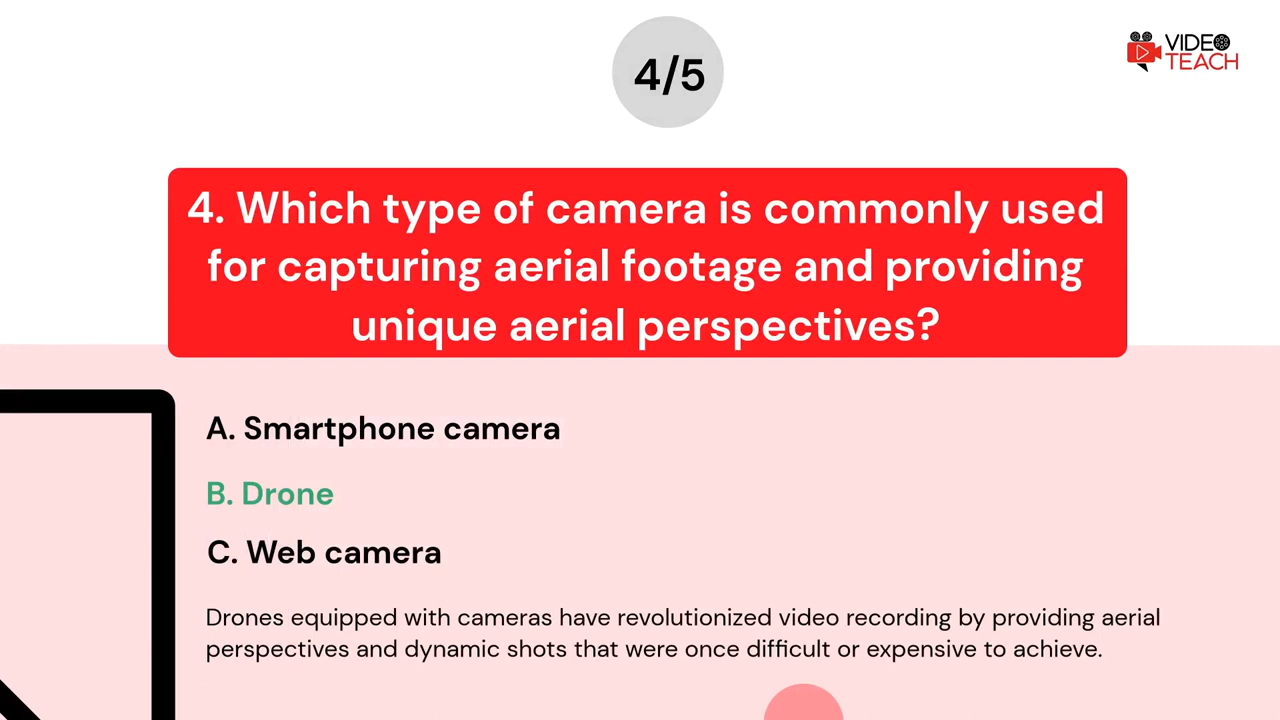 4/5
VIDEO
TEACH
4. Which type of camera is commonly used
for capturing aerial footage and providing
unique aerial perspectives?
A. Smartphone camera
B. Drone
C. Web camera
Drones equipped with cameras have revolutionized video recording by providing aerial
perspectives and dynamic shots that were once difficult or expensive to achieve.